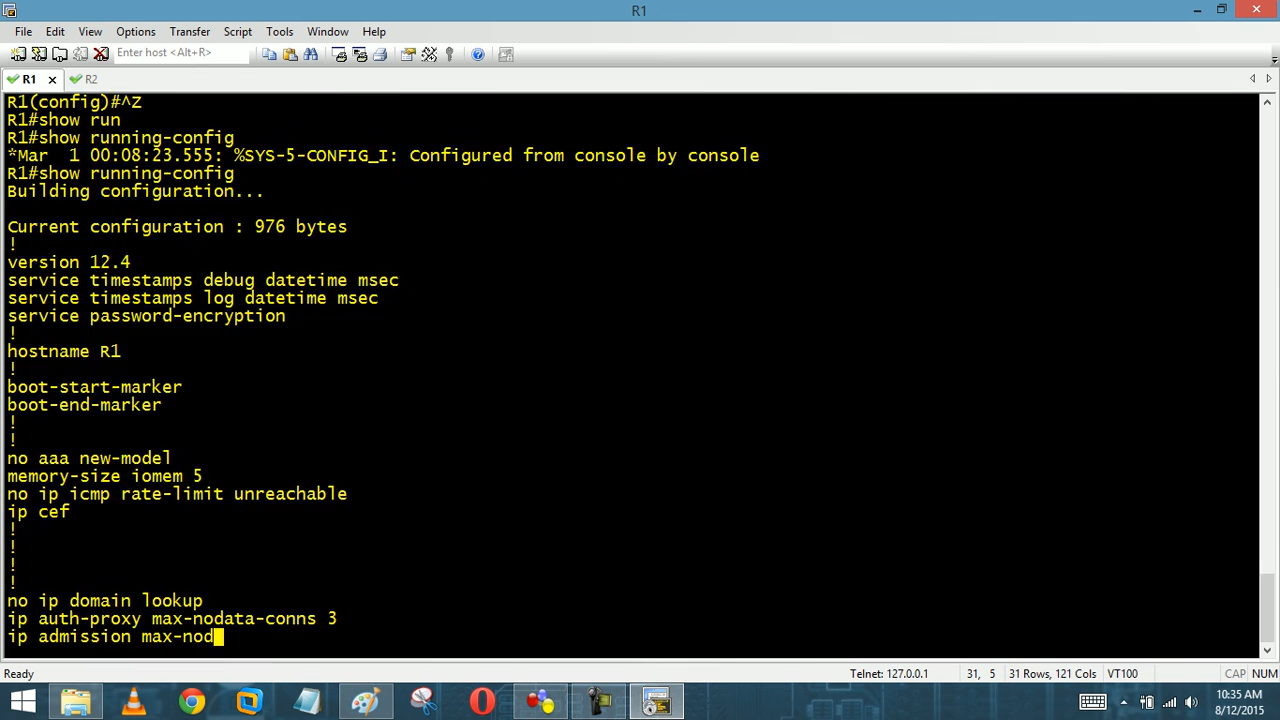 R1
File Edit View Options Transfer Script Tools Window Help
Enter host <Alt+R>
R1 R2
R1(config)#^Z
R1#show run
R1#show running-config
*Mar  1 00:08:23.555: %SYS-5-CONFIG_I: Configured from console by console
R1#show running-config
Building configuration...
Current configuration : 976 bytes
!
version 12.4
service timestamps debug datetime msec
service timestamps log datetime msec
service password-encryption
!
hostname R1
!
boot-start-marker
boot-end-marker
!
!
no aaa new-model
memory-size iomem 5
no ip icmp rate-limit unreachable
ip cef
!
!
!
!
no ip domain lookup
ip auth-proxy max-nodata-conns 3
ip admission max-nod
Ready Telnet: 127.0.0.1 31, 5 31 Rows, 121 Cols VT100 CAP NUM
10:35 AM
8/12/2015